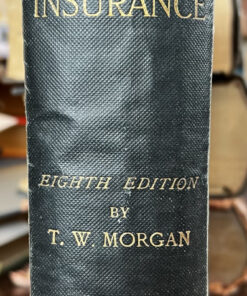 INSURANCE
EIGHTH EDITION
BY
T. W. MORGAN